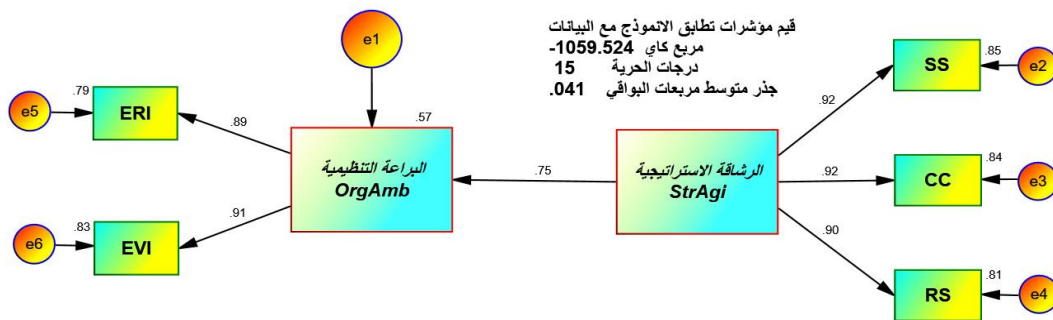 قيم مؤشرات تطابق الانموذج مع البيانات
مربع كاي 1059.524-
درجات الحرية 15
جذر متوسط مربعات البواقي 041.
e1
.85
SS
e2
.79
e5
ERI
.89
.57
.92
البراعة التنظيمية
OrgAmb
.75
الرشاقة الاستراتيجية
StrAgi
.92
.84
CC
e3
.83
e6
EVI
.91
.90
.81
RS
e4